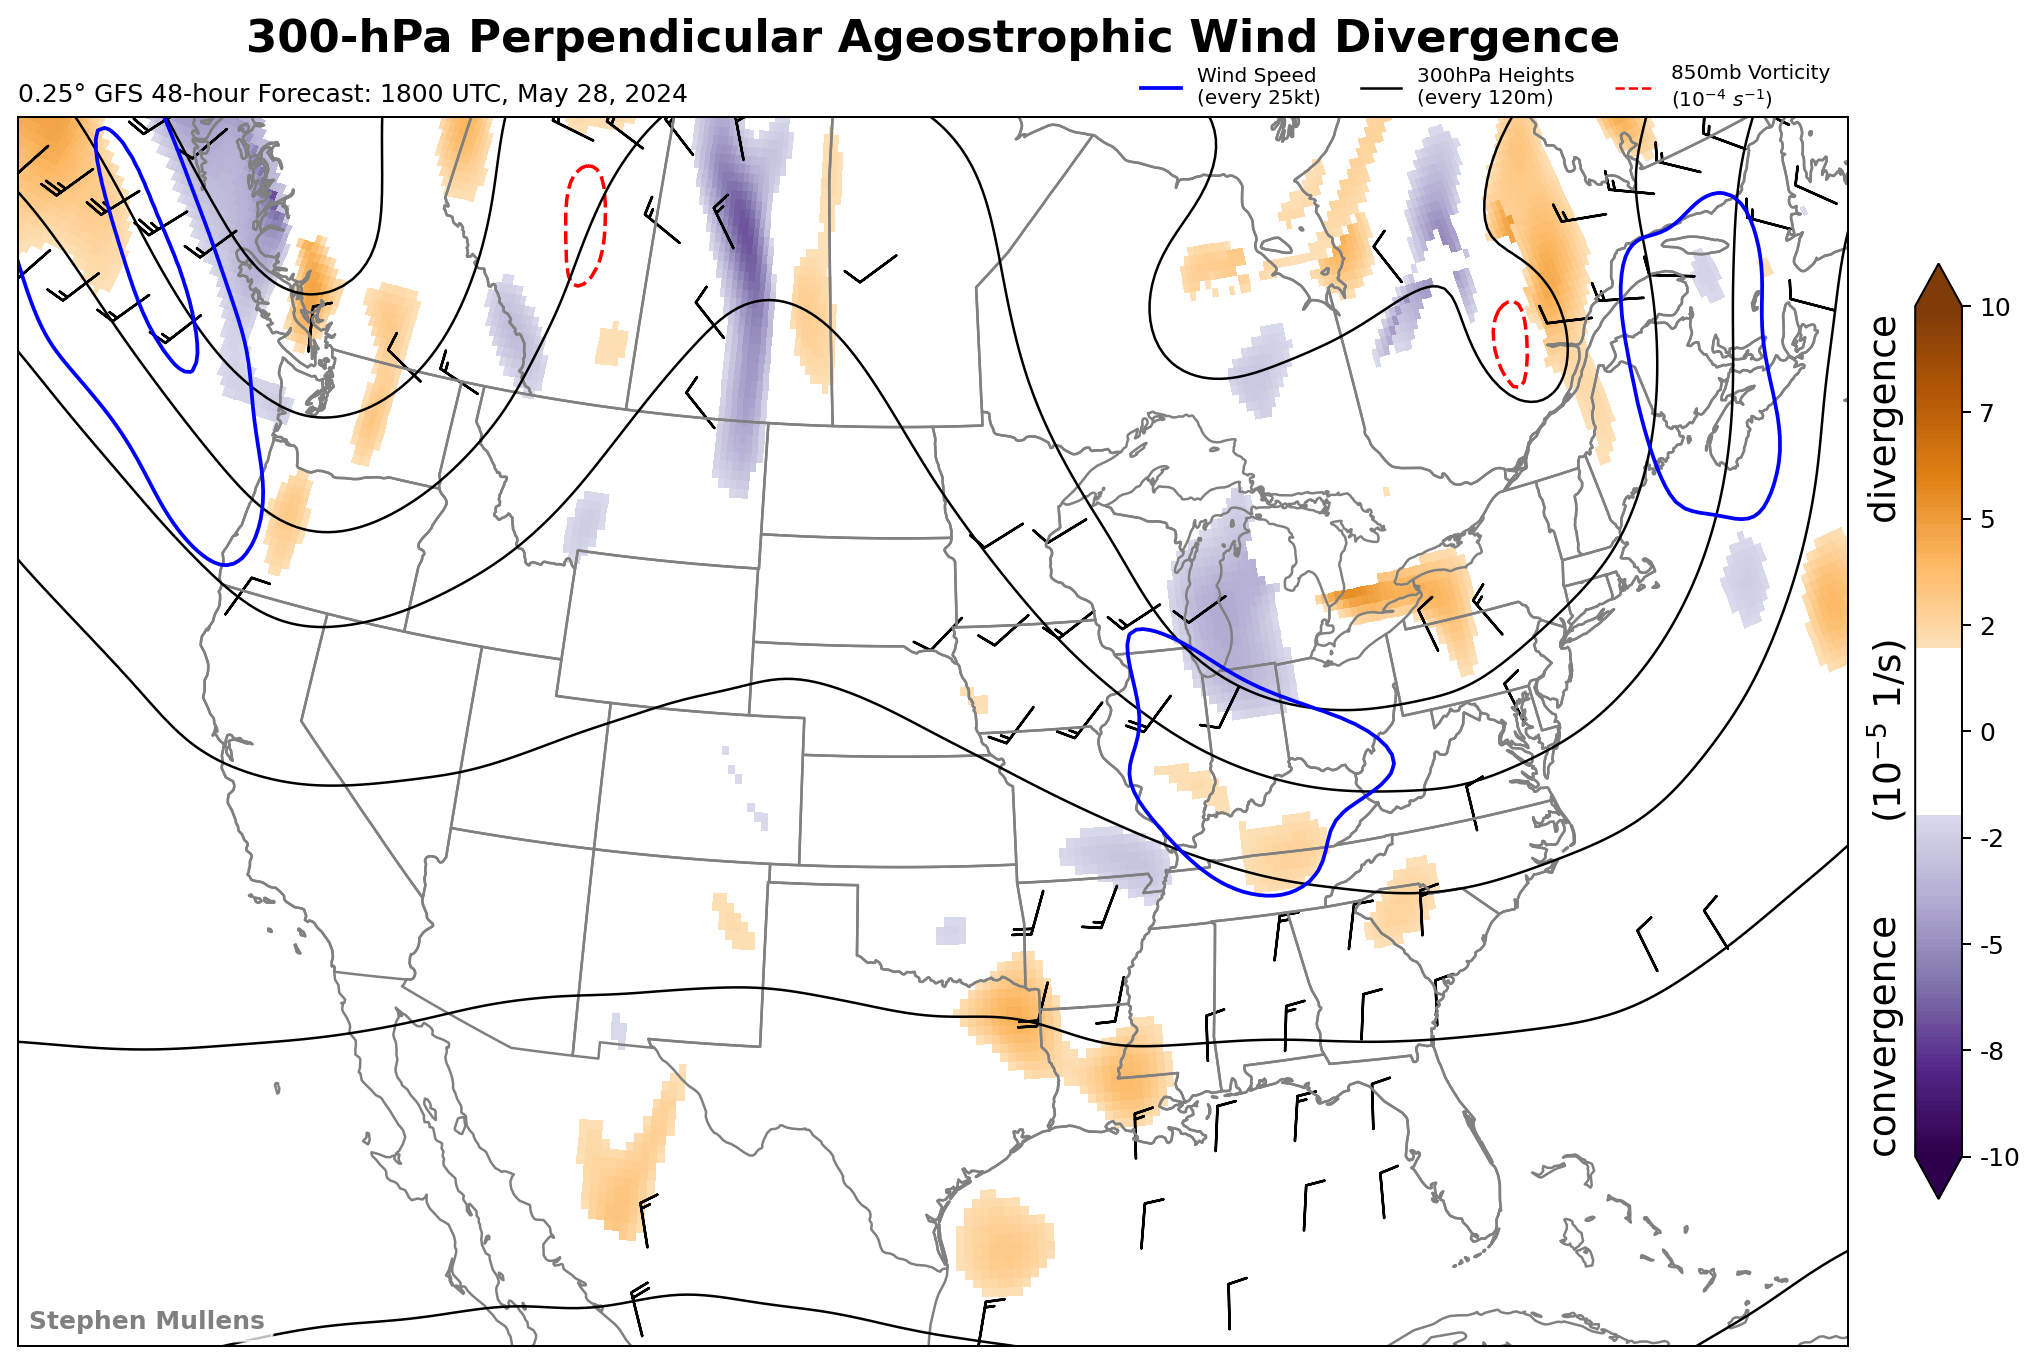 300-hPa Perpendicular Ageostrophic Wind Divergence
0.25° GFS 48-hour Forecast: 1800 UTC, May 28, 2024
Wind Speed
(every 25kt)
300hPa Heights
(every 120m)
850mb Vorticity
(10⁻⁴ s⁻¹)
10
7
5
2
0
-2
-5
-8
-10
convergence (10⁻⁵ 1/s) divergence
Stephen Mullens